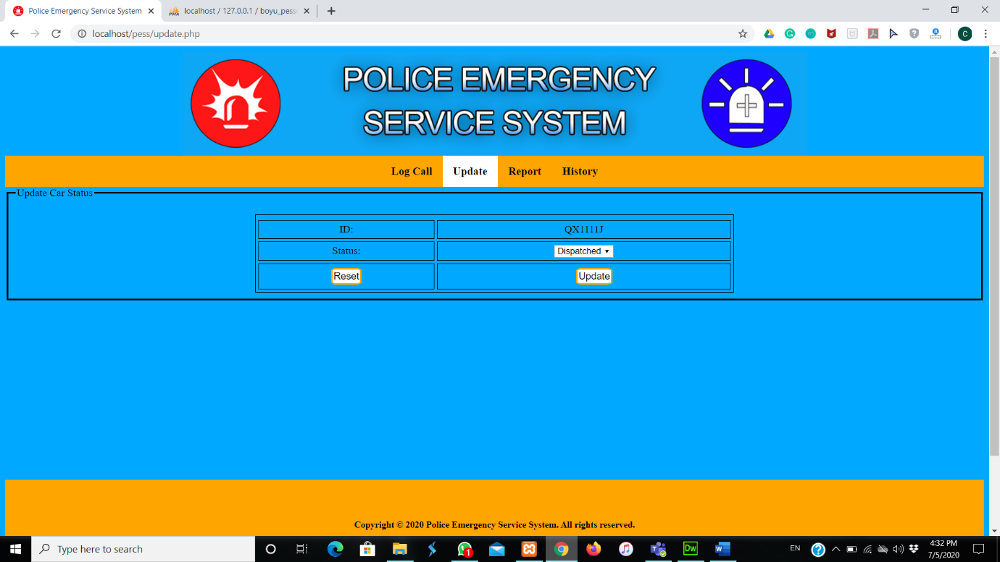 Police Emergency Service System
localhost / 127.0.0.1 / boyu_pess
localhost/pess/update.php
C
POLICE EMERGENCY
SERVICE SYSTEM
Log Call
Update
Report
History
Update Car Status
ID:
QX1111J
Status:
Dispatched
Reset
Update
Copyright © 2020 Police Emergency Service System. All rights reserved.
Type here to search
1
Dw
W
EN
4:32 PM
7/5/2020